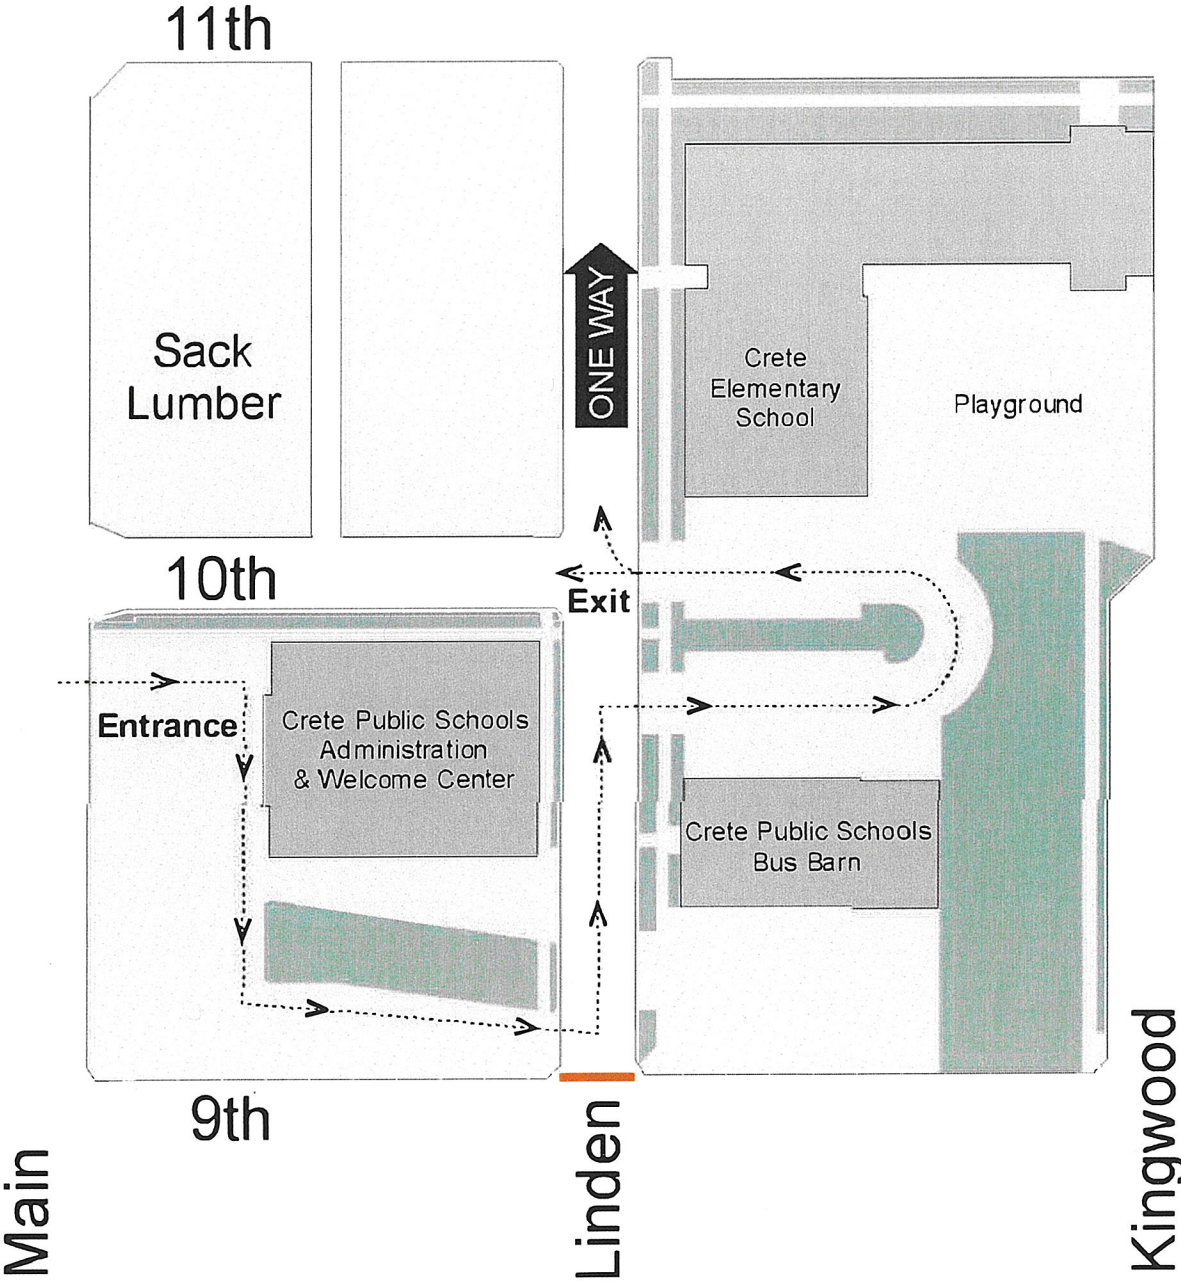 11th
ONE WAY
Sack
Lumber
Crete
Elementary
School
Playground
10th
Exit
Entrance
Crete Public Schools
Administration
& Welcome Center
Crete Public Schools
Bus Barn
9th
Main
Linden
Kingwood